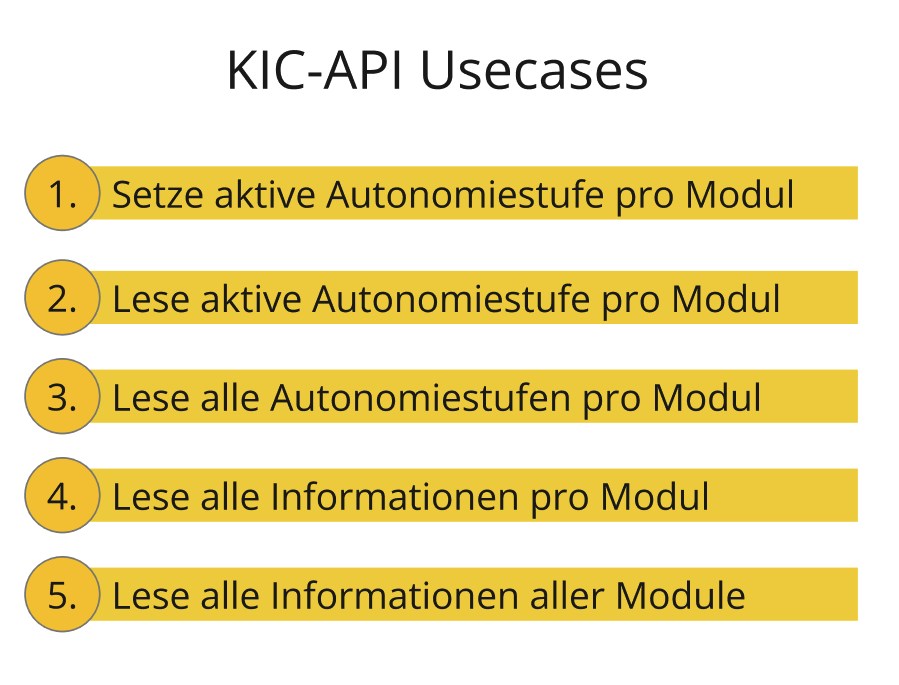 KIC-API Usecases
1. Setze aktive Autonomiestufe pro Modul
2. Lese aktive Autonomiestufe pro Modul
3. Lese alle Autonomiestufen pro Modul
4. Lese alle Informationen pro Modul
5. Lese alle Informationen aller Module